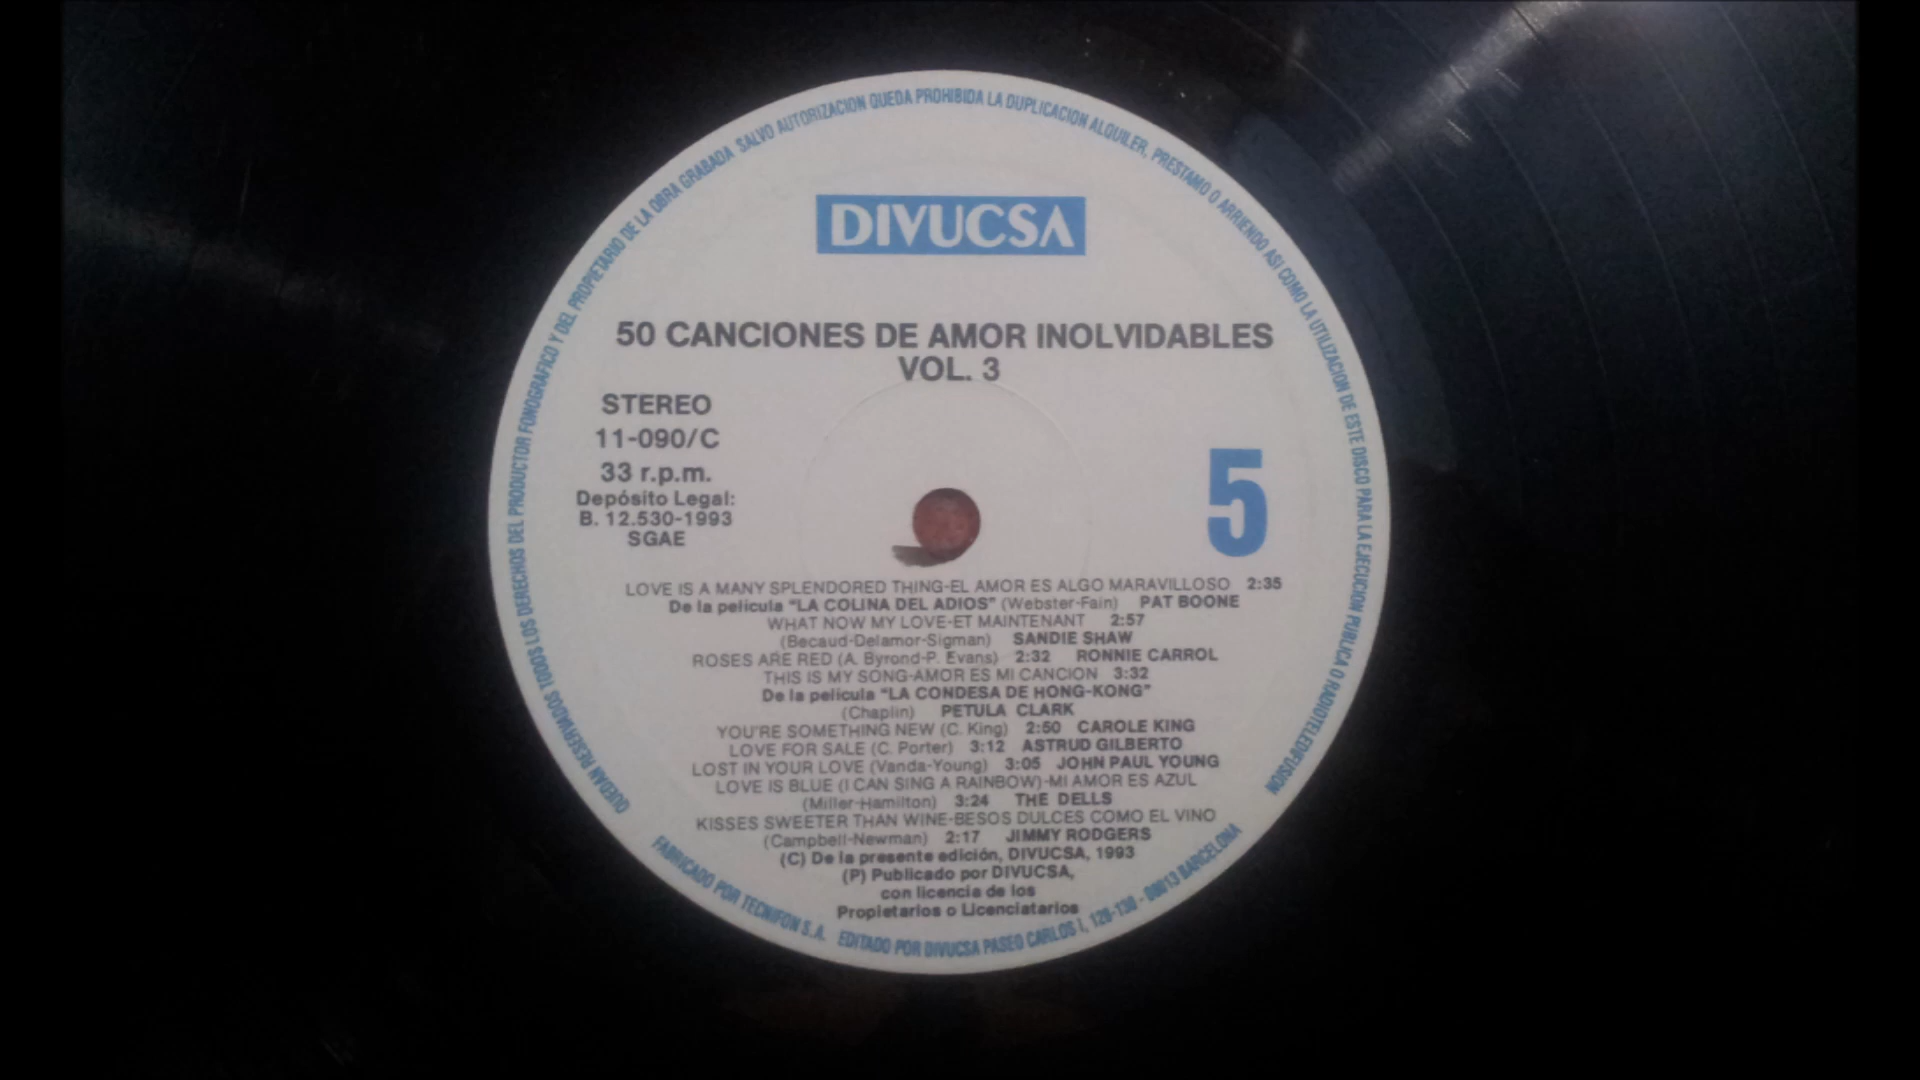 QUEDAN RESERVADOS TODOS LOS DERECHOS DEL PRODUCTOR FONOGRAFICO Y DEL PROPIETARIO DE LA OBRA GRABADA SALVO AUTORIZACION QUEDA PROHIBIDA LA DUPLICACION ALQUILER, PRESTAMO O ARRIENDO ASI COMO LA UTILIZACION DE ESTE DISCO PARA LA EJECUCION PUBLICA O RADIOTELEDIFUSION
DIVUCSA
50 CANCIONES DE AMOR INOLVIDABLES
VOL. 3
STEREO
11-090/C
33 r.p.m.
Depósito Legal:
B. 12.530-1993
SGAE
5
LOVE IS A MANY SPLENDORED THING-EL AMOR ES ALGO MARAVILLOSO 2:35
De la película "LA COLINA DEL ADIOS" (Webster-Fain) PAT BOONE
WHAT NOW MY LOVE-ET MAINTENANT 2:57
(Becaud-Delamor-Sigman) SANDIE SHAW
ROSES ARE RED (A. Byrond-P. Evans) 2:32 RONNIE CARROL
THIS IS MY SONG-AMOR ES MI CANCION 3:32
De la película "LA CONDESA DE HONG-KONG"
(Chaplin) PETULA CLARK
YOU'RE SOMETHING NEW (C. King) 2:50 CAROLE KING
LOVE FOR SALE (C. Porter) 3:12 ASTRUD GILBERTO
LOST IN YOUR LOVE (Vanda-Young) 3:05 JOHN PAUL YOUNG
LOVE IS BLUE (I CAN SING A RAINBOW)-MI AMOR ES AZUL
(Miller-Hamilton) 3:24 THE DELLS
KISSES SWEETER THAN WINE-BESOS DULCES COMO EL VINO
(Campbell-Newman) 2:17 JIMMY RODGERS
(C) De la presente edición, DIVUCSA, 1993
(P) Publicado por DIVUCSA,
con licencia de los
Propietarios o Licenciatarios
FABRICADO POR TECNIFON S.A. EDITADO POR DIVUCSA PASEO CARLOS I, 128-130 - 08013 BARCELONA